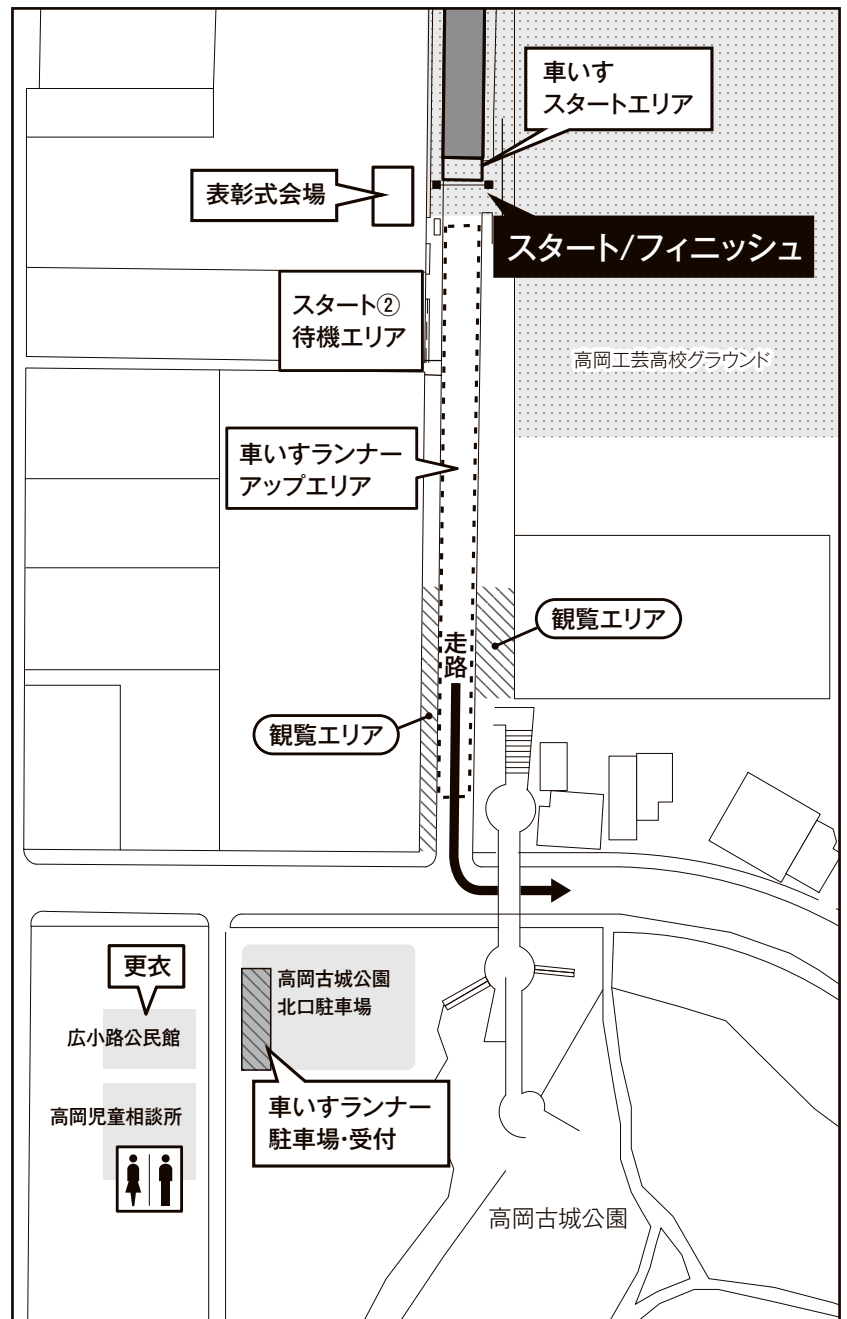 車いす
スタートエリア
表彰式会場
スタート/フィニッシュ
スタート②
待機エリア
高岡工芸高校グラウンド
車いすランナー
アップエリア
観覧エリア
走路
観覧エリア
更衣
広小路公民館
高岡古城公園
北口駐車場
高岡児童相談所
車いすランナー
駐車場・受付
高岡古城公園